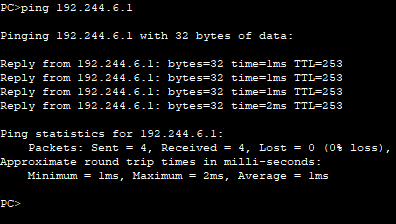 PC>ping 192.244.6.1
Pinging 192.244.6.1 with 32 bytes of data:
Reply from 192.244.6.1: bytes=32 time=1ms TTL=253
Reply from 192.244.6.1: bytes=32 time=1ms TTL=253
Reply from 192.244.6.1: bytes=32 time=1ms TTL=253
Reply from 192.244.6.1: bytes=32 time=2ms TTL=253
Ping statistics for 192.244.6.1:
Packets: Sent = 4, Received = 4, Lost = 0 (0% loss),
Approximate round trip times in milli-seconds:
Minimum = 1ms, Maximum = 2ms, Average = 1ms
PC>